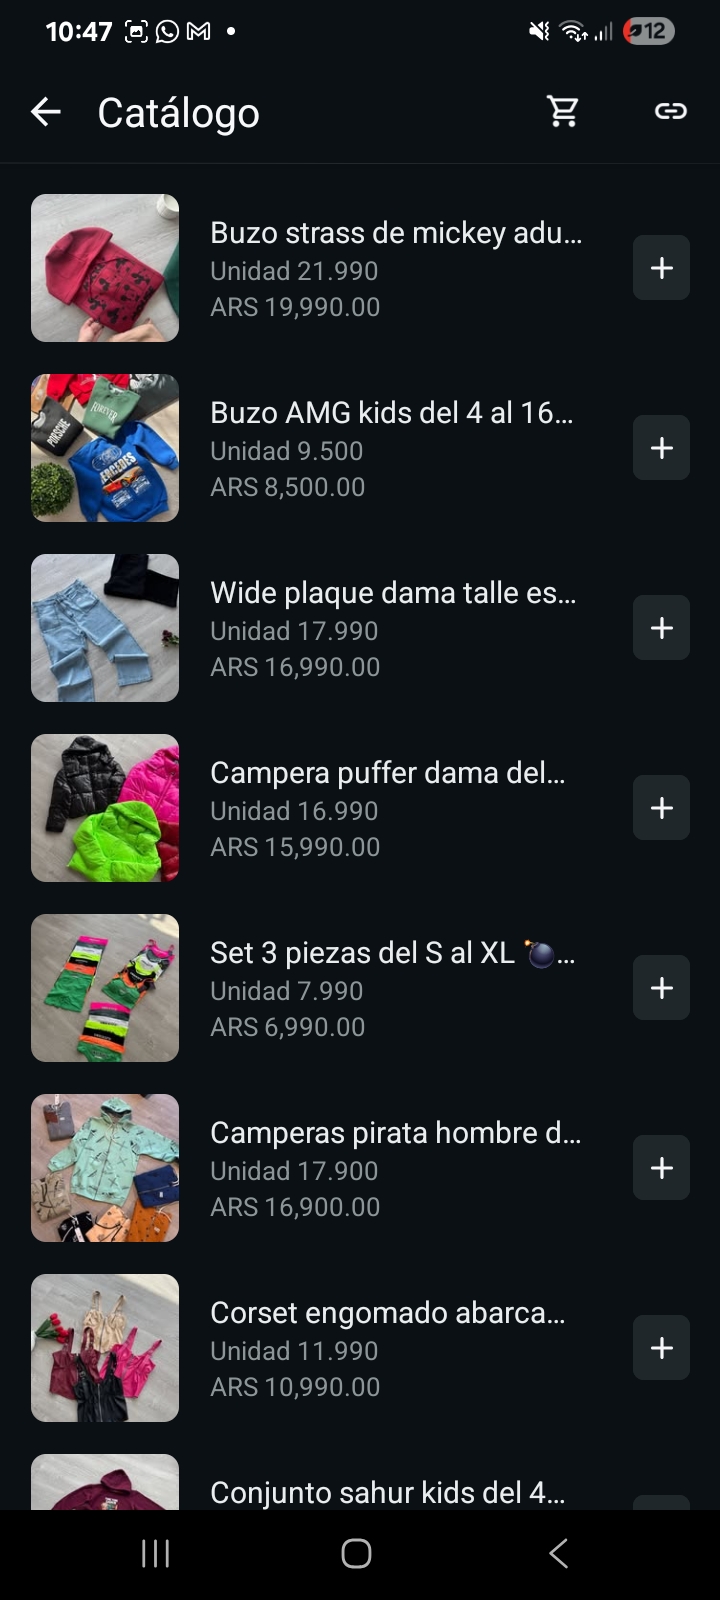 10:47
12
Catálogo
Buzo strass de mickey adu...
Unidad 21.990
ARS 19,990.00
Buzo AMG kids del 4 al 16...
Unidad 9.500
ARS 8,500.00
PORSCHE
FOREVER
MERCEDES
Wide plaque dama talle es...
Unidad 17.990
ARS 16,990.00
Campera puffer dama del...
Unidad 16.990
ARS 15,990.00
Set 3 piezas del S al XL 💣...
Unidad 7.990
ARS 6,990.00
Camperas pirata hombre d...
Unidad 17.900
ARS 16,900.00
Corset engomado abarca...
Unidad 11.990
ARS 10,990.00
Conjunto sahur kids del 4...